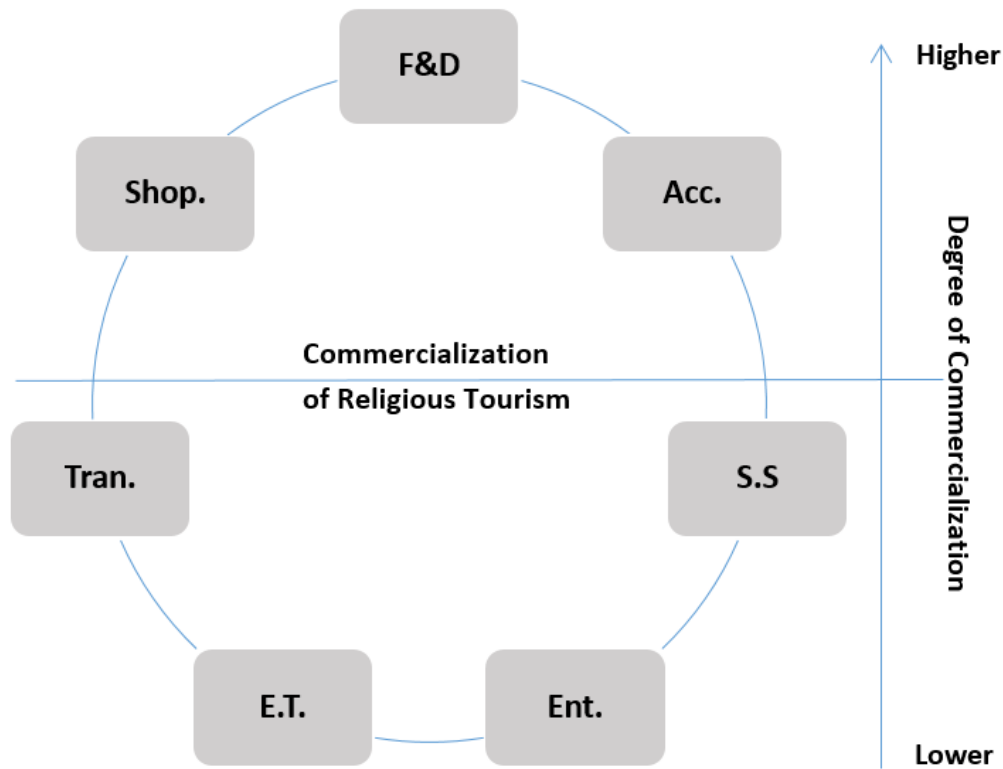 F&D
Higher
Shop.
Acc.
Degree of Commercialization
Commercialization
of Religious Tourism
Tran.
S.S
E.T.
Ent.
Lower